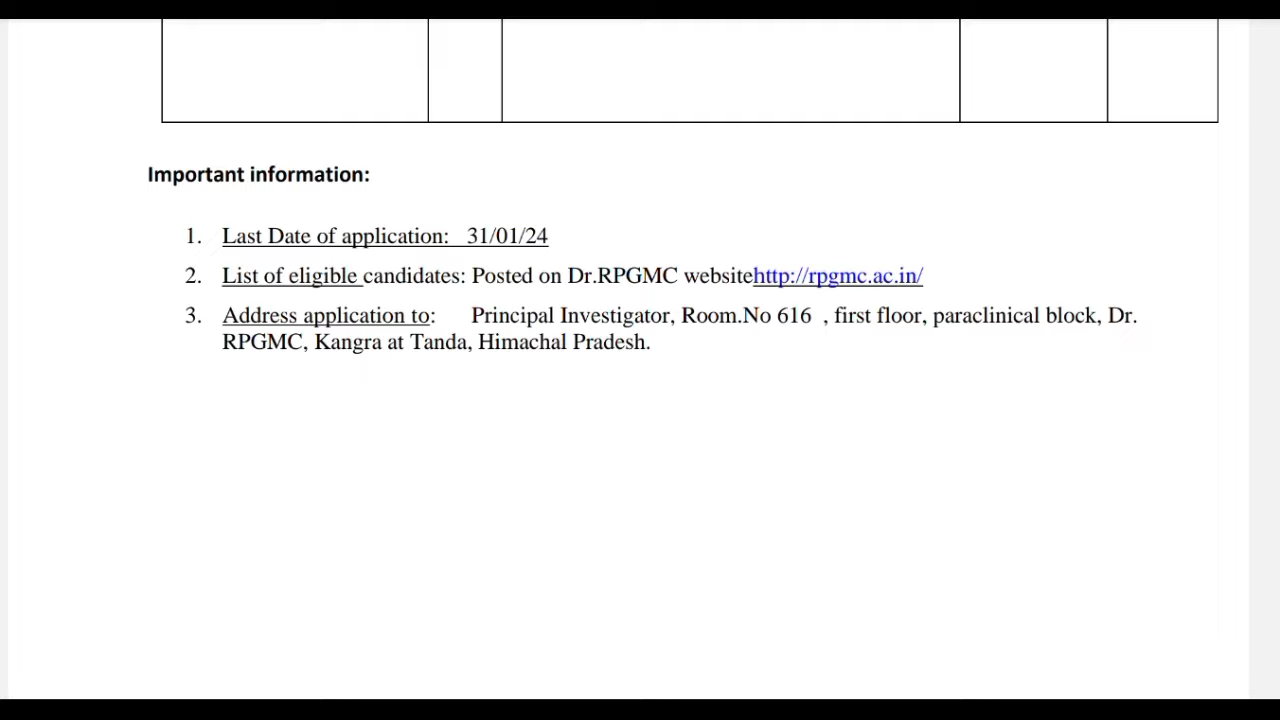 Important information:
1. Last Date of application: 31/01/24
2. List of eligible candidates: Posted on Dr.RPGMC websitehttp://rpgmc.ac.in/
3. Address application to: Principal Investigator, Room.No 616 , first floor, paraclinical block, Dr.
RPGMC, Kangra at Tanda, Himachal Pradesh.